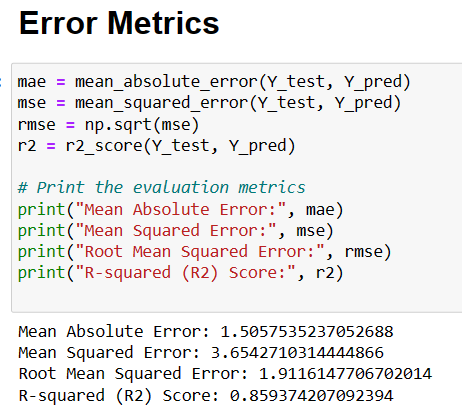 Error Metrics
mae = mean_absolute_error(Y_test, Y_pred)
mse = mean_squared_error(Y_test, Y_pred)
rmse = np.sqrt(mse)
r2 = r2_score(Y_test, Y_pred)
# Print the evaluation metrics
print("Mean Absolute Error:", mae)
print("Mean Squared Error:", mse)
print("Root Mean Squared Error:", rmse)
print("R-squared (R2) Score:", r2)
Mean Absolute Error: 1.5057535237052688
Mean Squared Error: 3.6542710314444866
Root Mean Squared Error: 1.9116147706702014
R-squared (R2) Score: 0.859374207092394